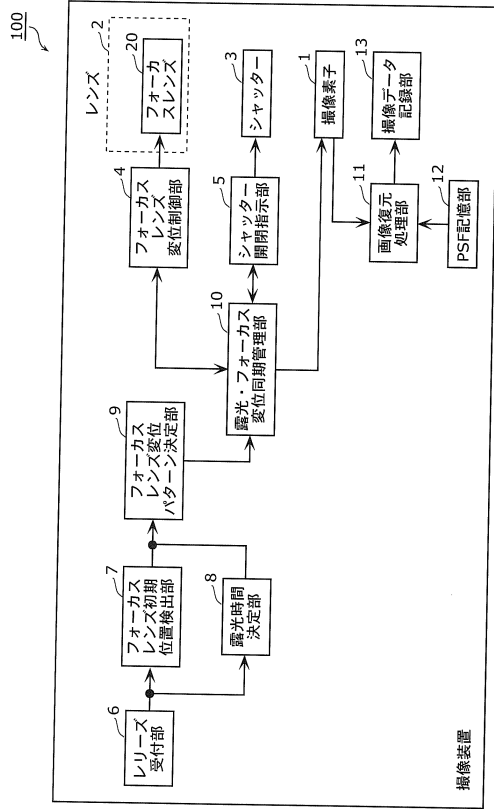 100
撮像装置
6
レリーズ
受付部
7
フォーカス
レンズ初期
位置検出部
8
露光時間
決定部
9
フォーカス
レンズ変位
パターン決定部
10
露光・フォーカス
変位同期管理部
4
フォーカス
レンズ
変位制御部
5
シャッター
開閉指示部
レンズ
2
20
フォーカ
スレンズ
3
シャッター
1
撮像素子
11
画像復元
処理部
12
PSF記憶部
13
撮像データ
記録部